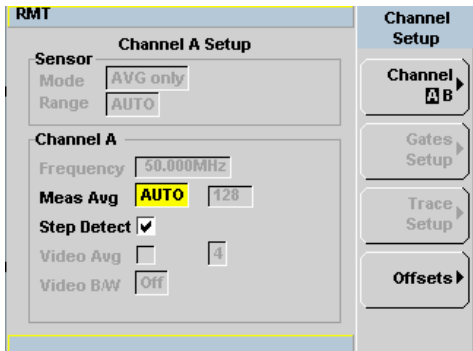 RMT
Channel A Setup
Sensor
Mode AVG only
Range AUTO
Channel A
Frequency 50.000MHz
Meas Avg AUTO 128
Step Detect
Video Avg 4
Video B/W Off
Channel
Setup
Channel
A B
Gates
Setup
Trace
Setup
Offsets